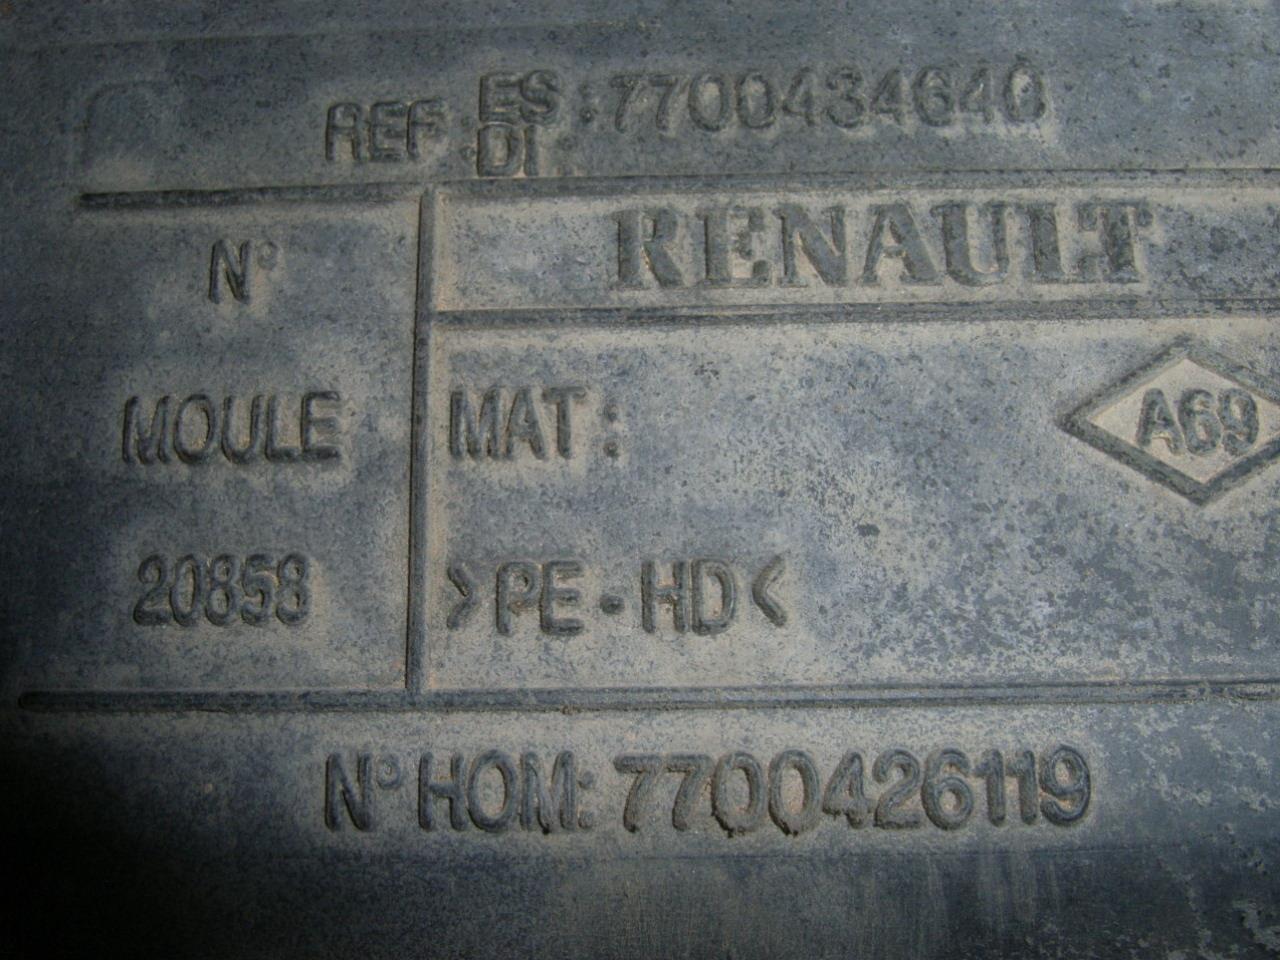 REF. ES DI :7700434640
RENAULT
N°
MOULE
20858
MAT:
A69
>PE-HD<
N° HOM: 7700426119